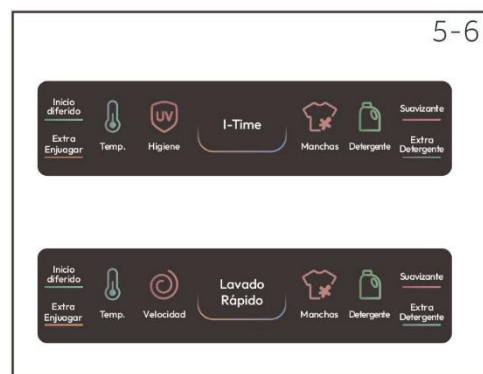 5-6
Inicio
diferido
Extra
Enjuagar
Temp.
UV
Higiene
I-Time
Manchas
Detergente
Suavizante
Extra
Detergente
Inicio
diferido
Extra
Enjuagar
Temp.
Velocidad
Lavado
Rápido
Manchas
Detergente
Suavizante
Extra
Detergente